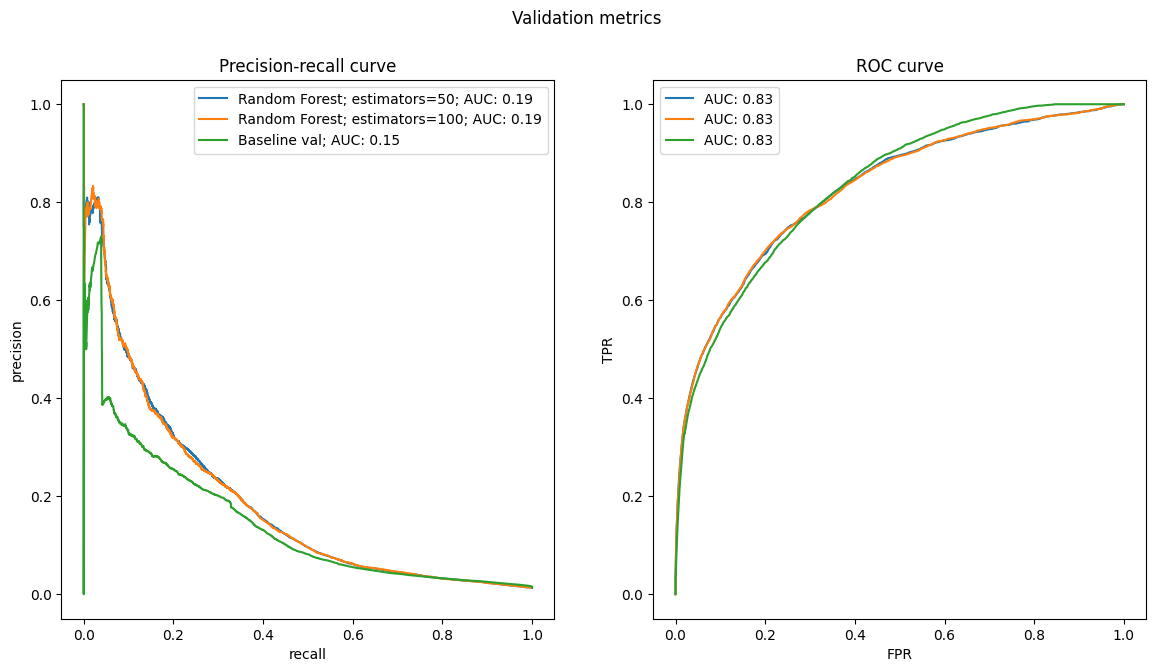 Validation metrics
Precision-recall curve
Random Forest; estimators=50; AUC: 0.19
Random Forest; estimators=100; AUC: 0.19
Baseline val; AUC: 0.15
1.0
0.8
0.6
0.4
0.2
0.0
precision
0.0 0.2 0.4 0.6 0.8 1.0
recall
ROC curve
AUC: 0.83
AUC: 0.83
AUC: 0.83
1.0
0.8
0.6
0.4
0.2
0.0
TPR
0.0 0.2 0.4 0.6 0.8 1.0
FPR